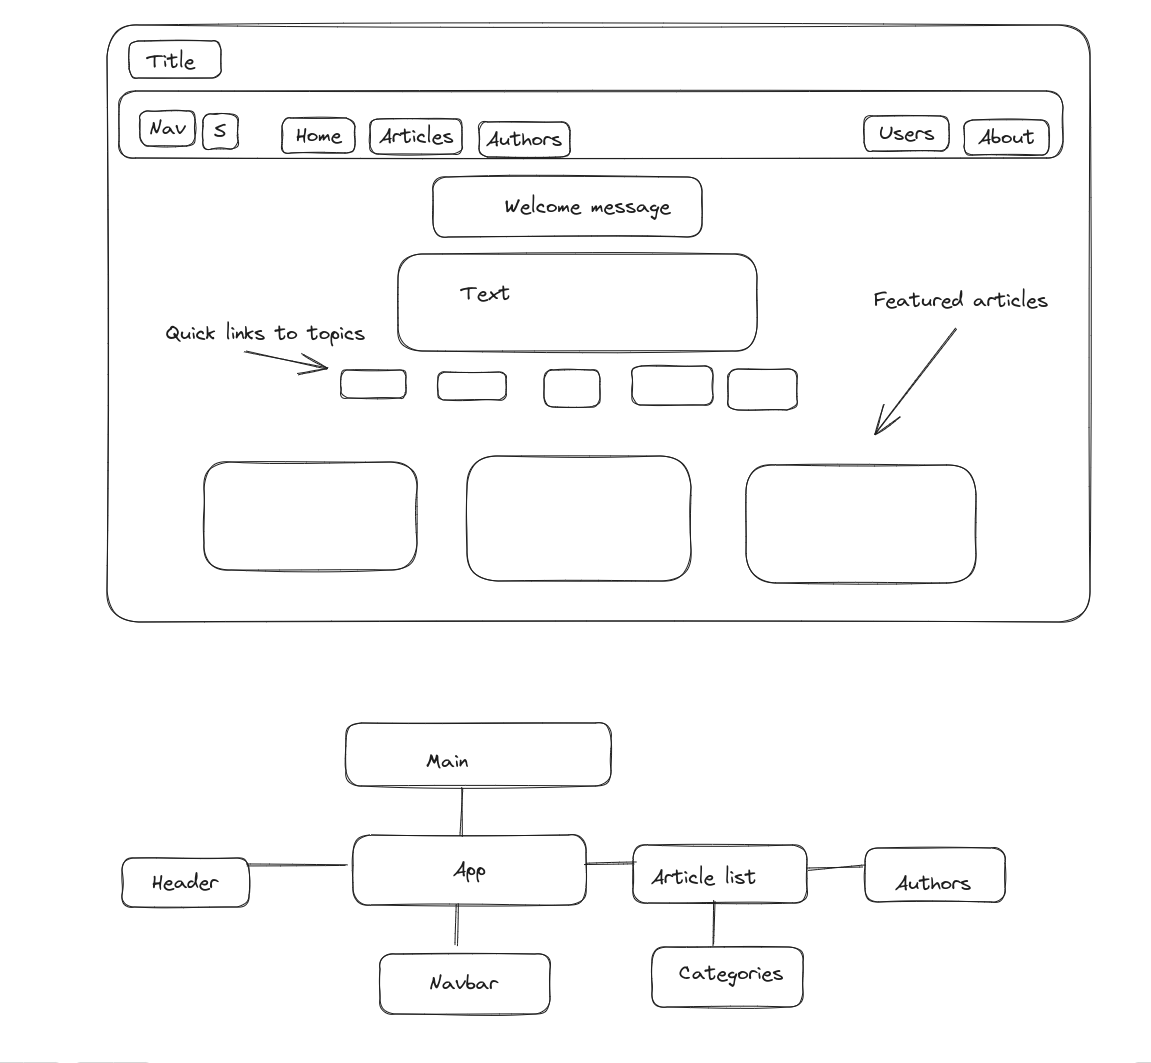 Title
Nav
S
Home
Articles
Authors
Users
About
Welcome message
Text
Featured articles
Quick links to topics
Main
App
Header
Article list
Authors
Navbar
Categories